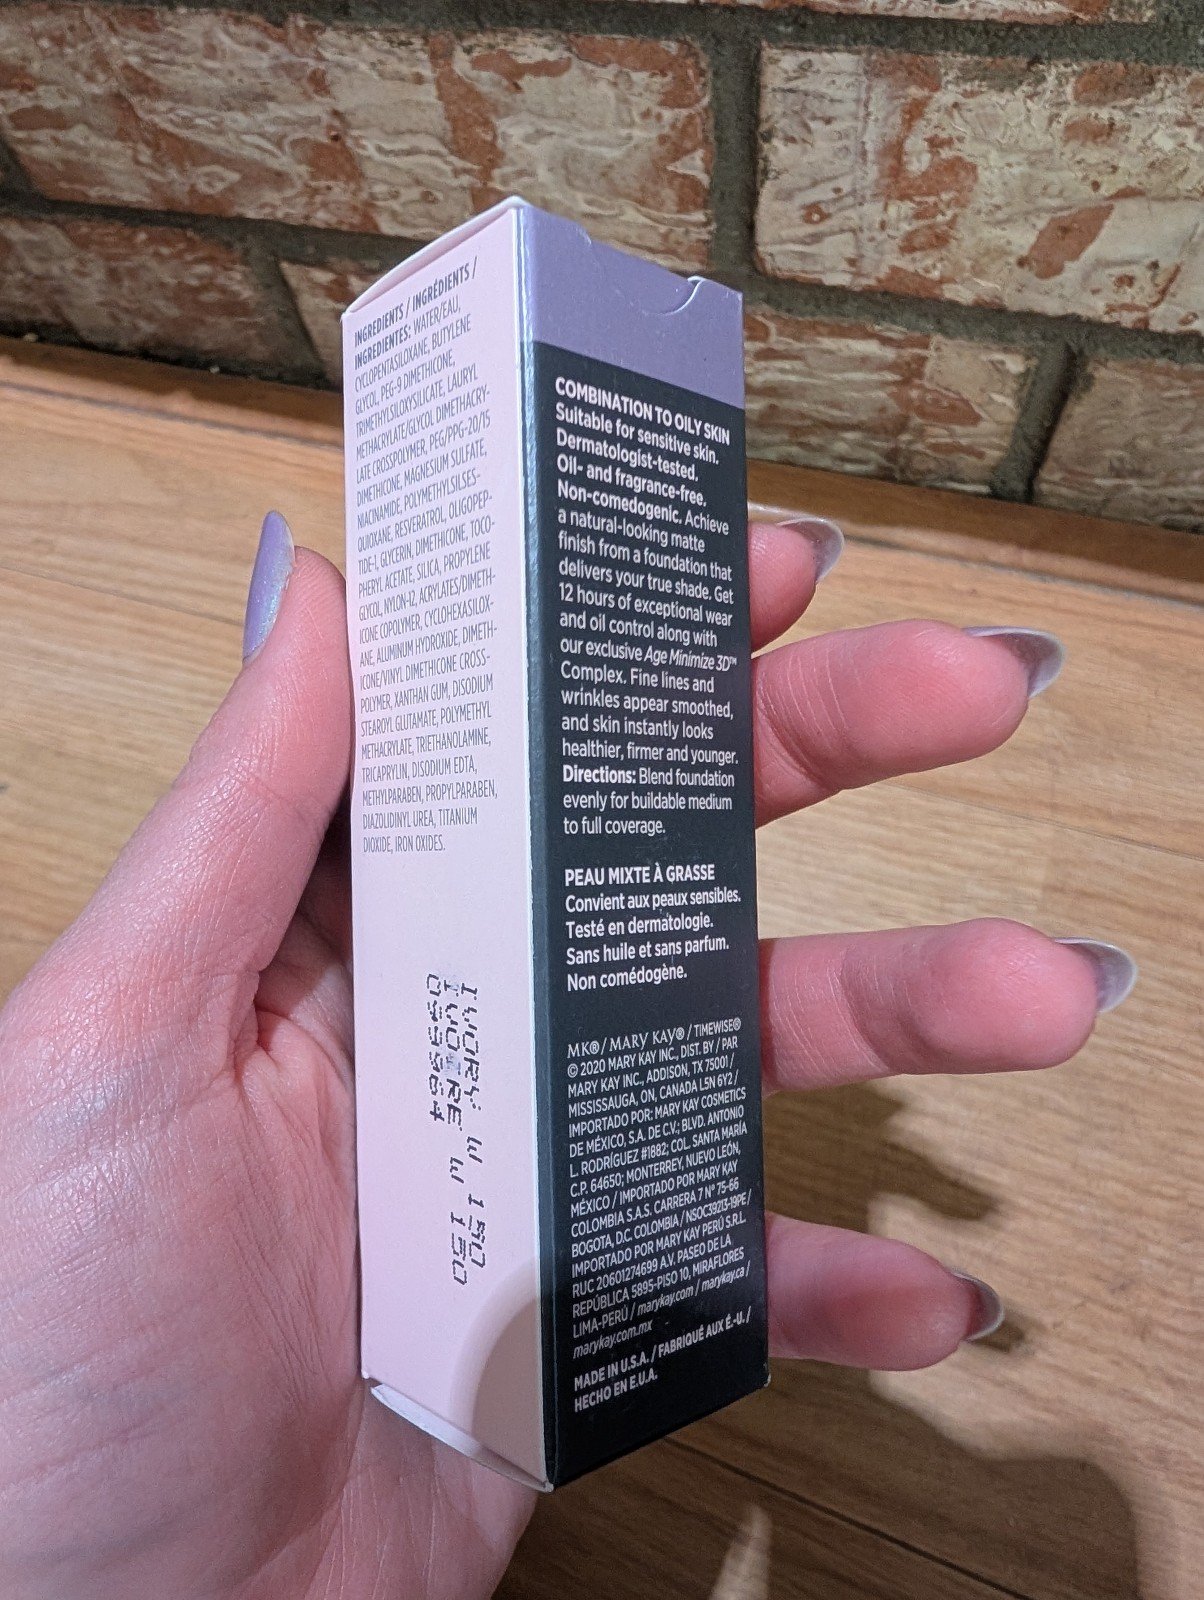 INGREDIENTS / INGRÉDIENTS /
INGREDIENTES: WATER/EAU,
CYCLOPENTASILOXANE, BUTYLENE
GLYCOL, PEG-9 DIMETHICONE,
TRIMETHYLSILOXYSILICATE, LAURYL
METHACRYLATE/GLYCOL DIMETHACRY-
LATE CROSSPOLYMER, PEG/PPG-20/15
DIMETHICONE, MAGNESIUM SULFATE,
NIACINAMIDE, POLYMETHYLSILSES-
QUIOXANE, RESVERATROL, OLIGOPEP-
TIDE-1, GLYCERIN, DIMETHICONE, TOCO-
PHERYL ACETATE, SILICA, PROPYLENE
GLYCOL, NYLON-12, ACRYLATES/DIMETH-
ICONE COPOLYMER, CYCLOHEXASILOX-
ANE, ALUMINUM HYDROXIDE, DIMETH-
ICONE/VINYL DIMETHICONE CROSS-
POLYMER, XANTHAN GUM, DISODIUM
STEAROYL GLUTAMATE, POLYMETHYL
METHACRYLATE, TRIETHANOLAMINE,
TRICAPRYLIN, DISODIUM EDTA,
METHYLPARABEN, PROPYLPARABEN,
DIAZOLIDINYL UREA, TITANIUM
DIOXIDE, IRON OXIDES.
IVORY W 150
IVOIRE W 150
COMBINATION TO OILY SKIN
Suitable for sensitive skin.
Dermatologist-tested.
Oil- and fragrance-free.
Non-comedogenic. Achieve
a natural-looking matte
finish from a foundation that
delivers your true shade. Get
12 hours of exceptional wear
and oil control along with
our exclusive Age Minimize 3D™
Complex. Fine lines and
wrinkles appear smoothed,
and skin instantly looks
healthier, firmer and younger.
Directions: Blend foundation
evenly for buildable medium
to full coverage.
PEAU MIXTE À GRASSE
Convient aux peaux sensibles.
Testé en dermatologie.
Sans huile et sans parfum.
Non comédogène.
MK® / MARY KAY® / TIMEWISE®
© 2020 MARY KAY INC., DIST. BY / PAR
MARY KAY INC., ADDISON, TX 75001 /
MISSISSAUGA, ON, CANADA L5N 6Y2 /
IMPORTADO POR: MARY KAY COSMETICS
DE MÉXICO, S.A. DE C.V.; BLVD. ANTONIO
L. RODRÍGUEZ #1882; COL. SANTA MARÍA
C.P. 64650; MONTERREY, NUEVO LEÓN,
MÉXICO / IMPORTADO POR MARY KAY
COLOMBIA S.A.S. CARRERA 7 Nº 75-66
BOGOTA, D.C. COLOMBIA / NSOC39213-19PE /
IMPORTADO POR MARY KAY PERÚ S.R.L.
RUC 20601274699 A.V. PASEO DE LA
REPÚBLICA 5895-PISO 10, MIRAFLORES
LIMA-PERÚ / marykay.com / marykay.ca /
marykay.com.mx
MADE IN U.S.A. / FABRIQUÉ AUX É.-U. /
HECHO EN E.U.A.